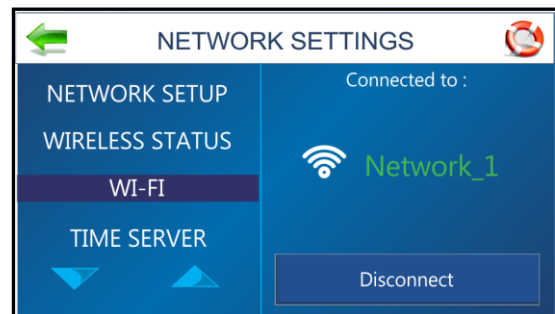 NETWORK SETTINGS
NETWORK SETUP
WIRELESS STATUS
WI-FI
TIME SERVER
Connected to :
Network_1
Disconnect